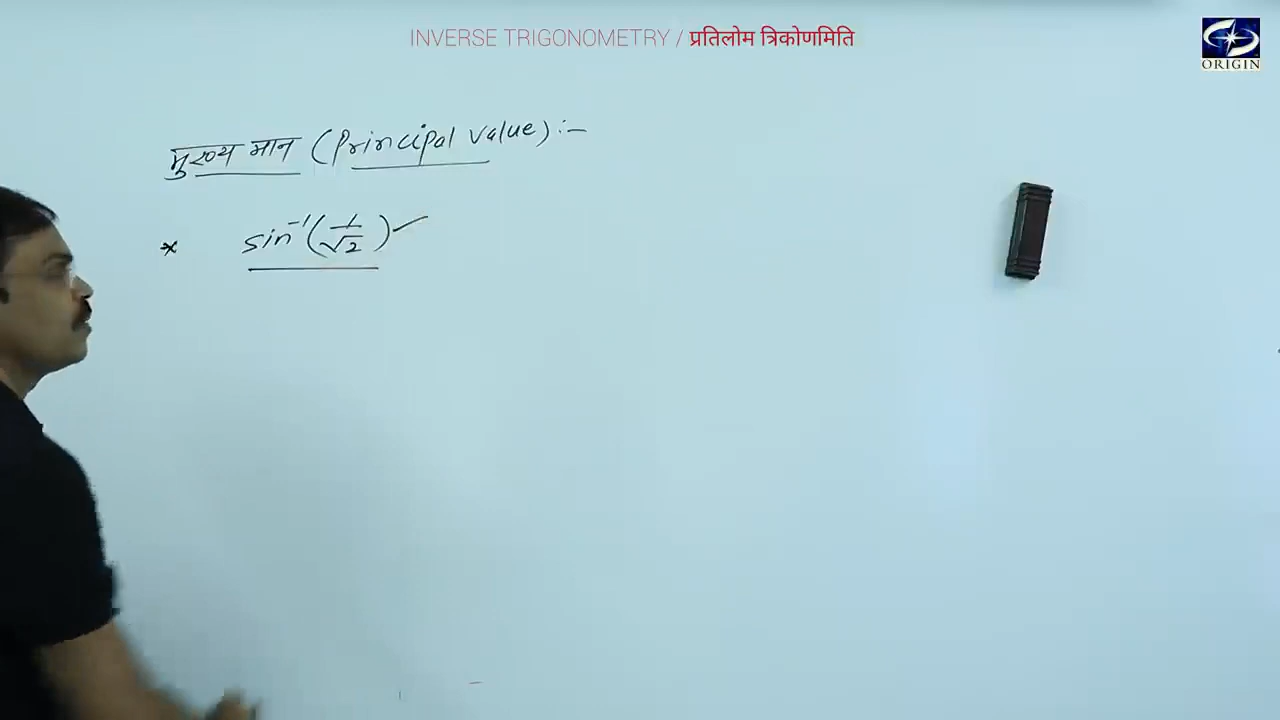 INVERSE TRIGONOMETRY / प्रतिलोम त्रिकोणमिति
ORIGIN
मुख्य मान (Principal Value) :-
* sin⁻¹(1/√2) ✓